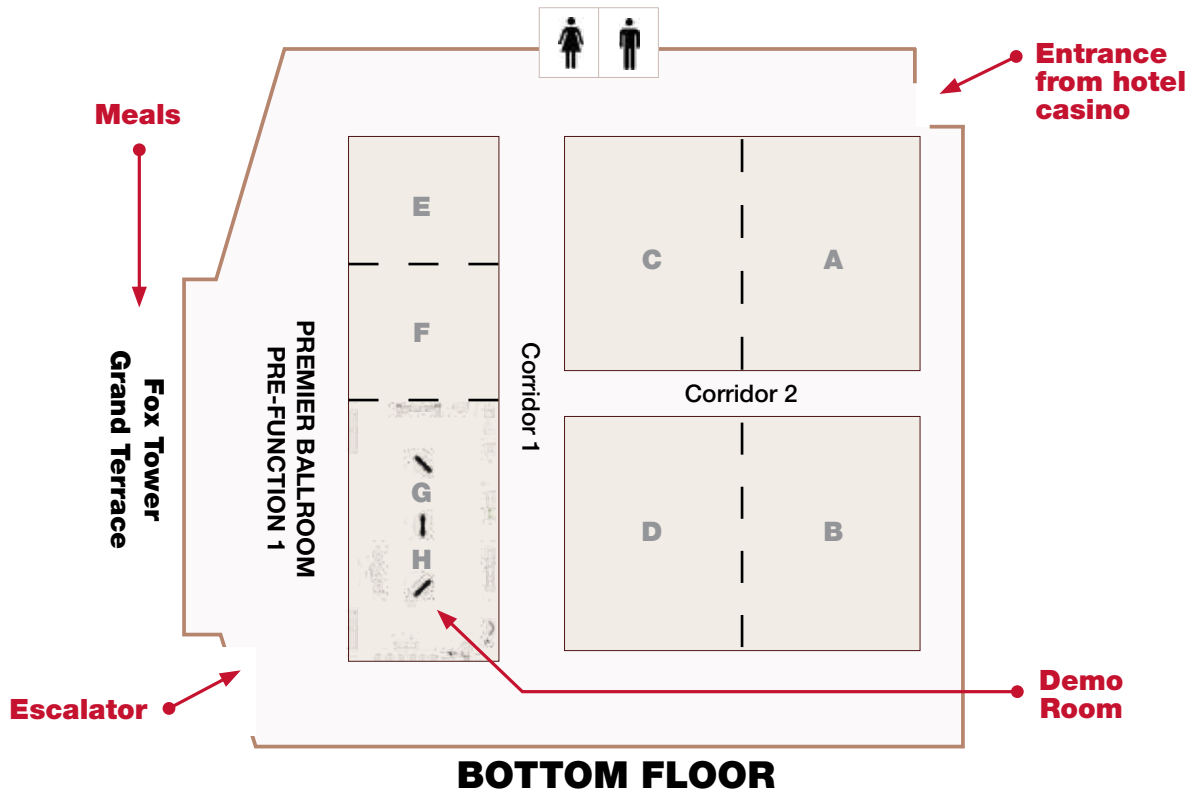 Entrance
from hotel
casino
Meals
E
C
A
F
PREMIER BALLROOM
PRE-FUNCTION 1
Corridor 1
Fox Tower
Grand Terrace
Corridor 2
G
H
D
B
Escalator
Demo
Room
BOTTOM FLOOR